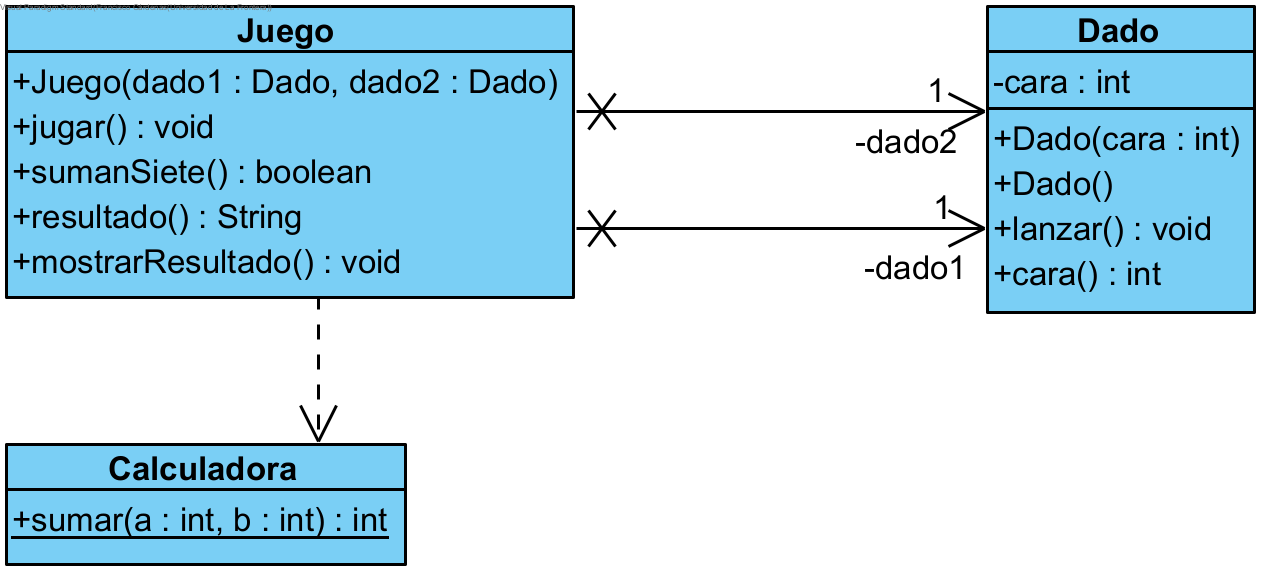 Juego
+Juego(dado1 : Dado, dado2 : Dado)
+jugar() : void
+sumanSiete() : boolean
+resultado() : String
+mostrarResultado() : void
1
-dado2
1
-dado1
Dado
-cara : int
+Dado(cara : int)
+Dado()
+lanzar() : void
+cara() : int
Calculadora
+sumar(a : int, b : int) : int